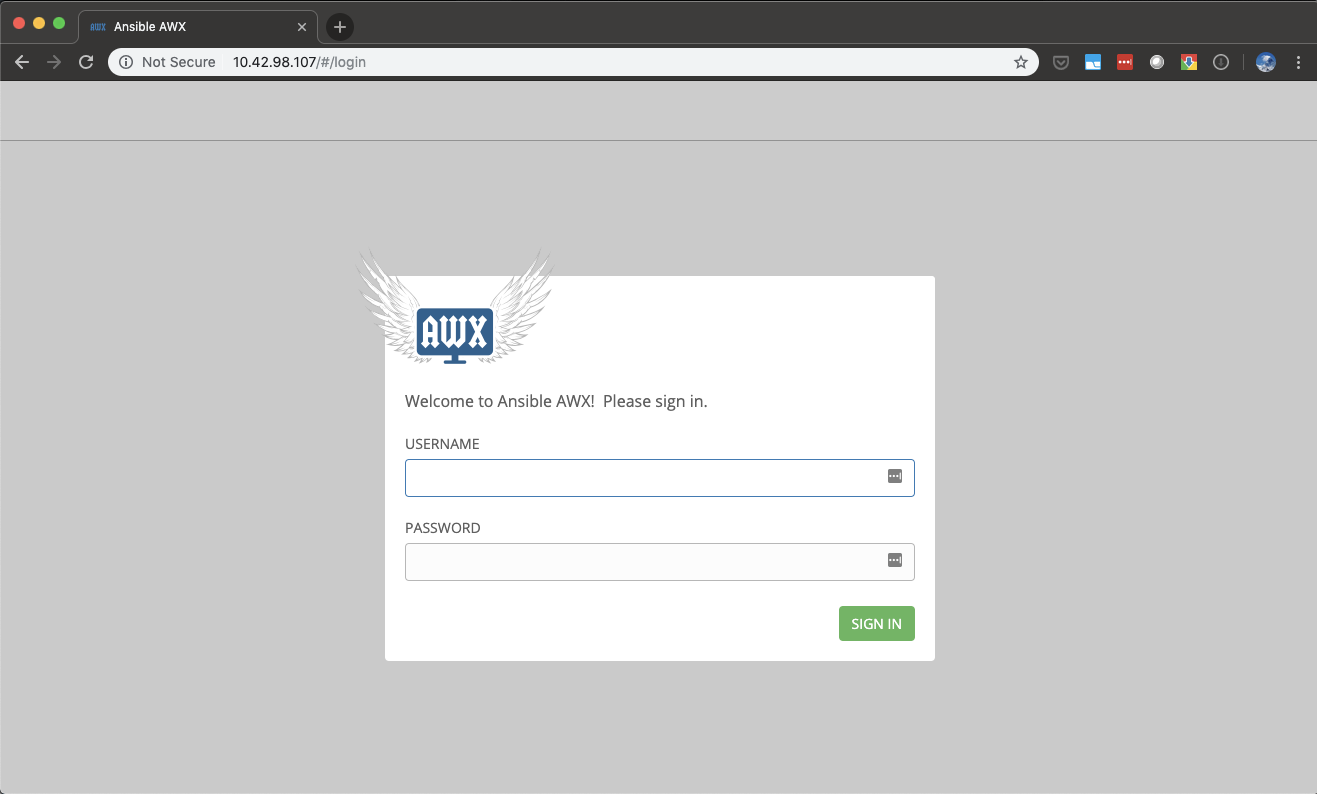 AWX Ansible AWX
Not Secure 10.42.98.107/#/login
AWX
Welcome to Ansible AWX! Please sign in.
USERNAME
PASSWORD
SIGN IN